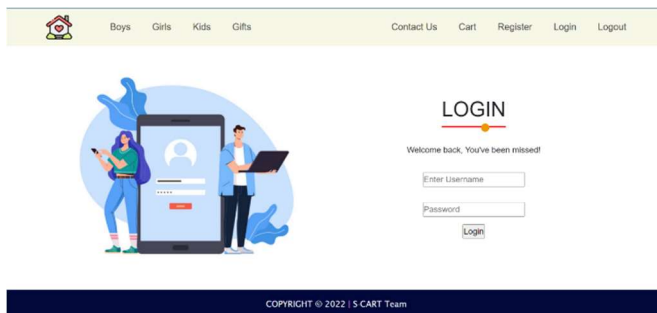 Boys Girls Kids Gifts Contact Us Cart Register Login Logout
LOGIN
Welcome back, You've been missed!
Enter Username
Password
Login
COPYRIGHT © 2022 | S-CART Team